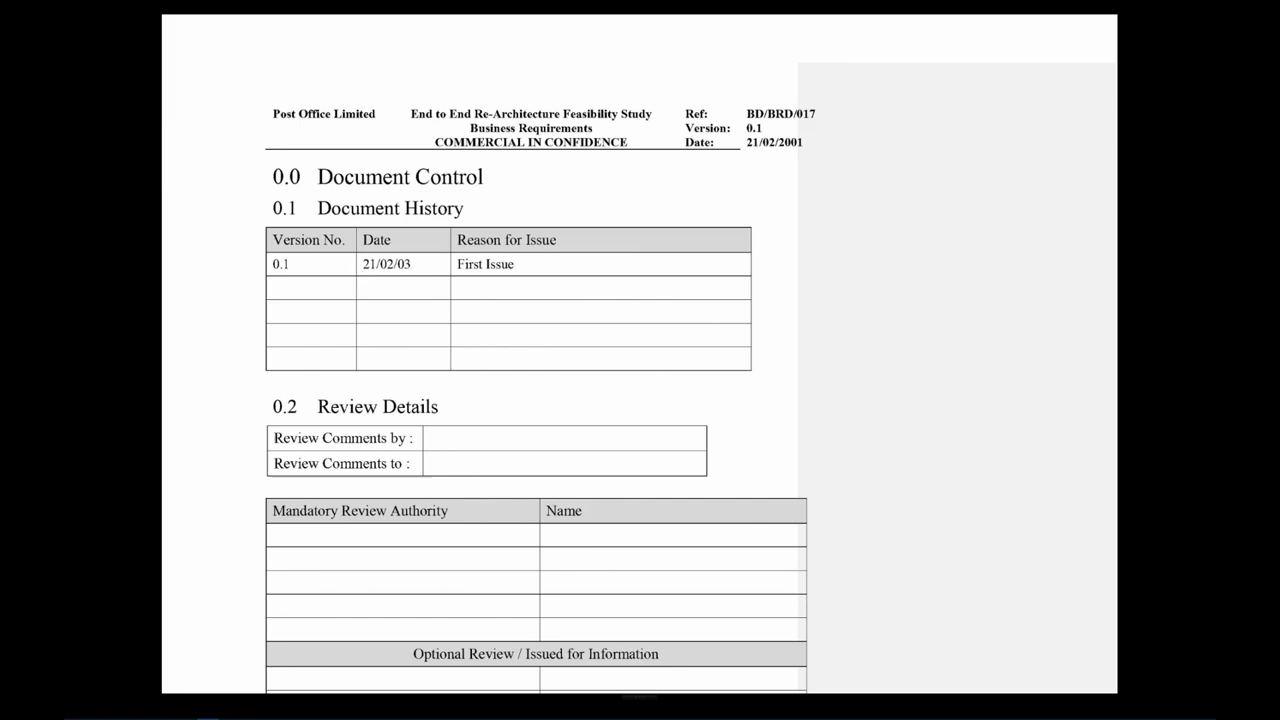 Post Office Limited End to End Re-Architecture Feasibility Study Ref: BD/BRD/017
Business Requirements Version: 0.1
COMMERCIAL IN CONFIDENCE Date: 21/02/2001
0.0 Document Control
0.1 Document History
Version No. Date Reason for Issue
0.1 21/02/03 First Issue
0.2 Review Details
Review Comments by :
Review Comments to :
Mandatory Review Authority Name
Optional Review / Issued for Information